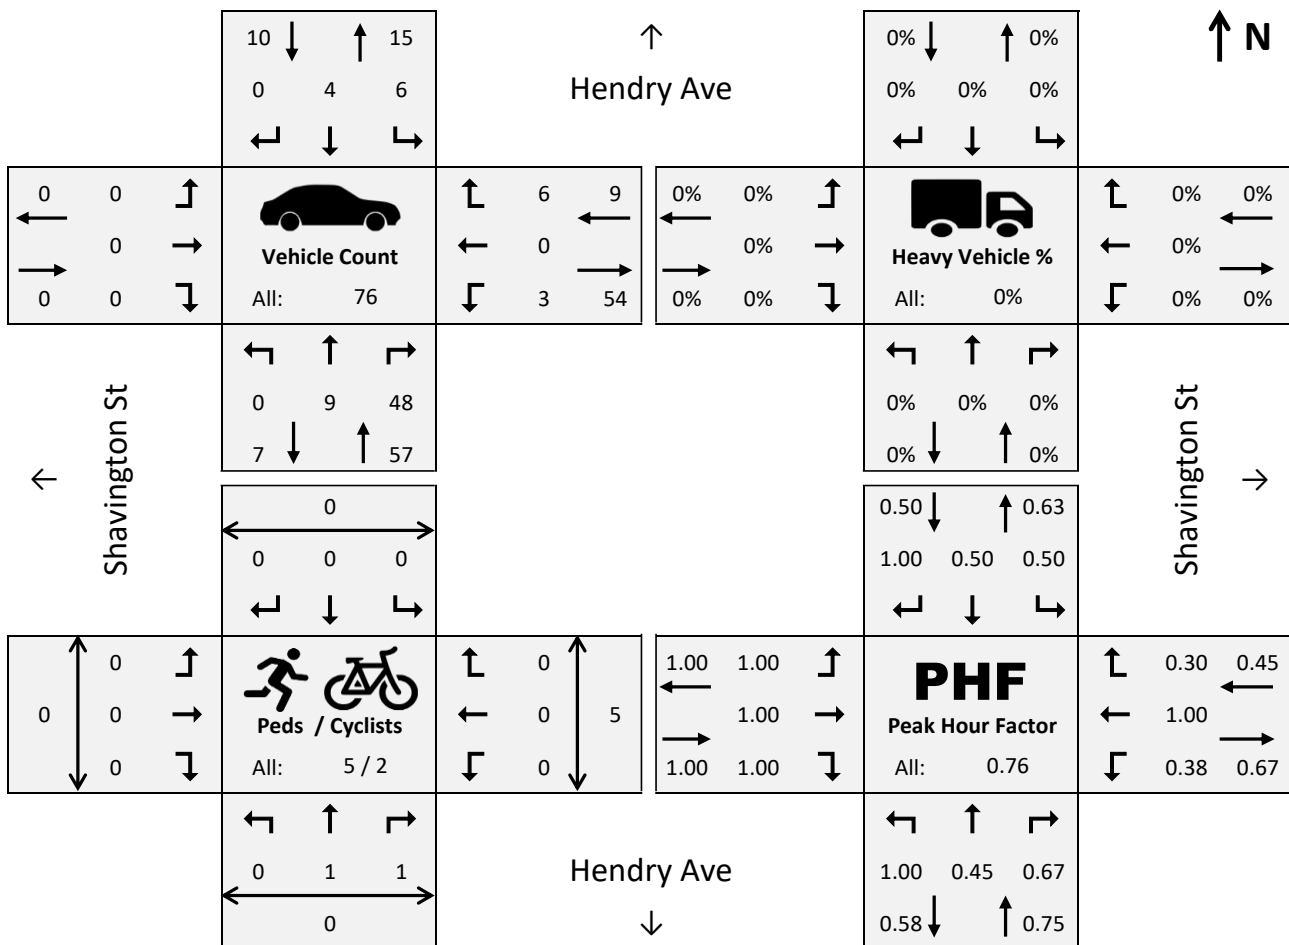 10 15 0% 0% N
Hendry Ave
0 4 6 0% 0% 0%
0 0 6 9 0% 0% 0% 0%
0 0 0% 0%
Vehicle Count Heavy Vehicle %
0 0 All: 76 3 54 0% 0% All: 0% 0% 0%
0 9 48 0% 0% 0%
7 57 0% 0%
Shavington St
Shavington St
0 0.50 0.63
0 0 0 1.00 0.50 0.50
0 0 1.00 1.00 PHF 0.30 0.45
0 0 0 5 1.00 1.00
Peds / Cyclists Peak Hour Factor
0 All: 5 / 2 0 1.00 1.00 All: 0.76 0.38 0.67
0 1 1 Hendry Ave 1.00 0.45 0.67
0 0.58 0.75